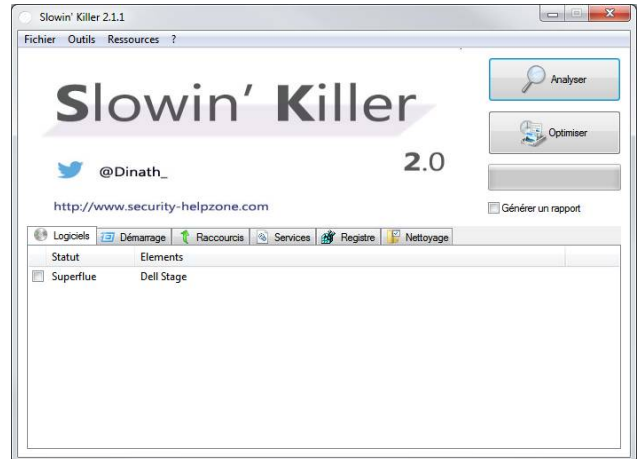 Slowin' Killer 2.1.1
Fichier Outils Ressources ?
Slowin' Killer
2.0
@Dinath_
http://www.security-helpzone.com
Analyser
Optimiser
Générer un rapport
Logiciels Démarrage Raccourcis Services Registre Nettoyage
Statut Elements
Superflue Dell Stage